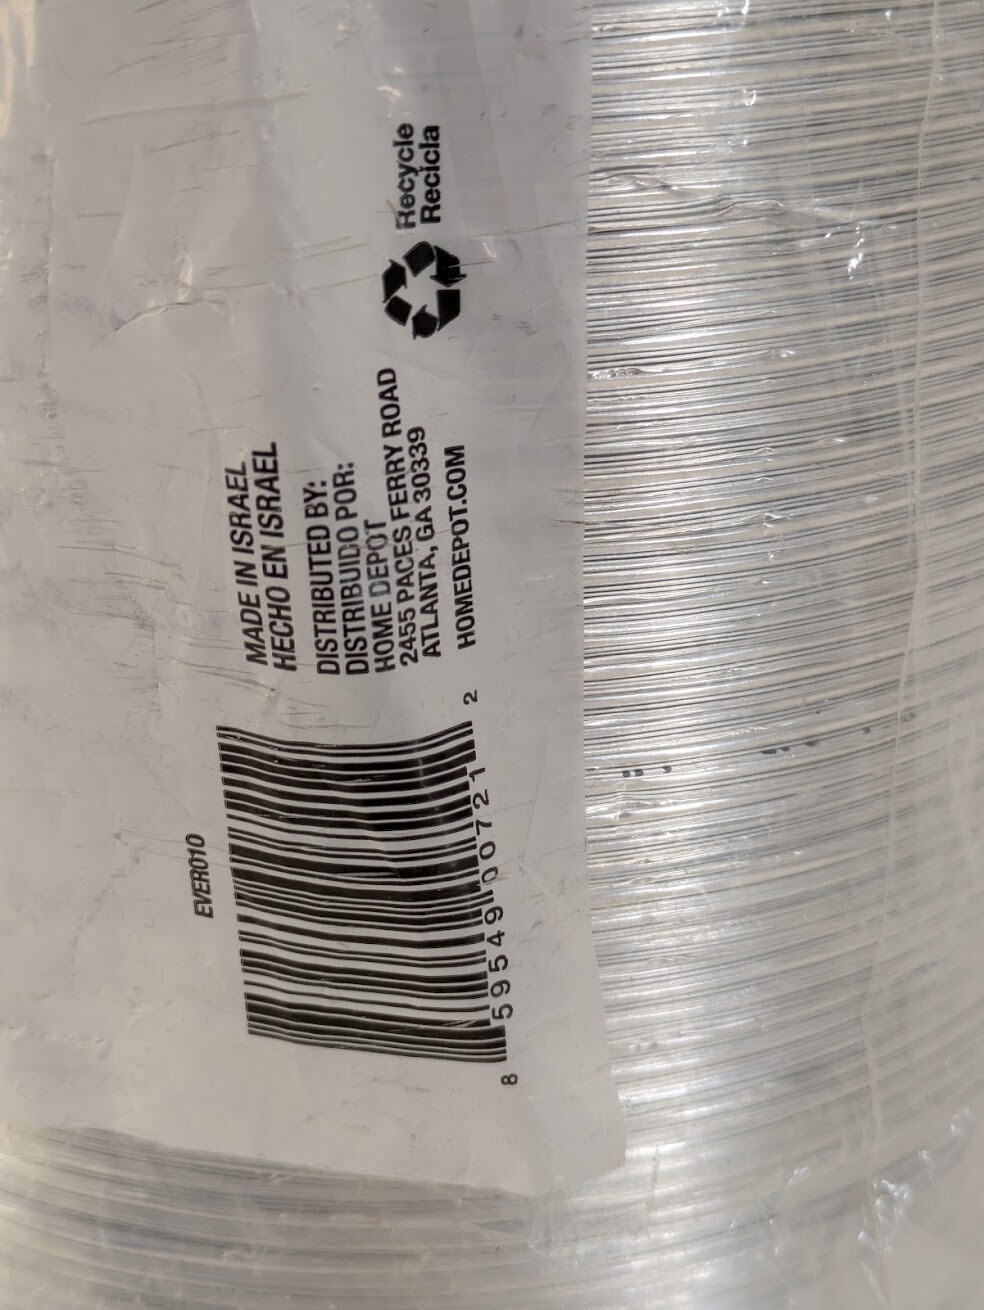 EVER010
8 59549 00721 2
MADE IN ISRAEL
HECHO EN ISRAEL
DISTRIBUTED BY:
DISTRIBUIDO POR:
HOME DEPOT
2455 PACES FERRY ROAD
ATLANTA, GA 30339
HOMEDEPOT.COM
Recycle
Recicla